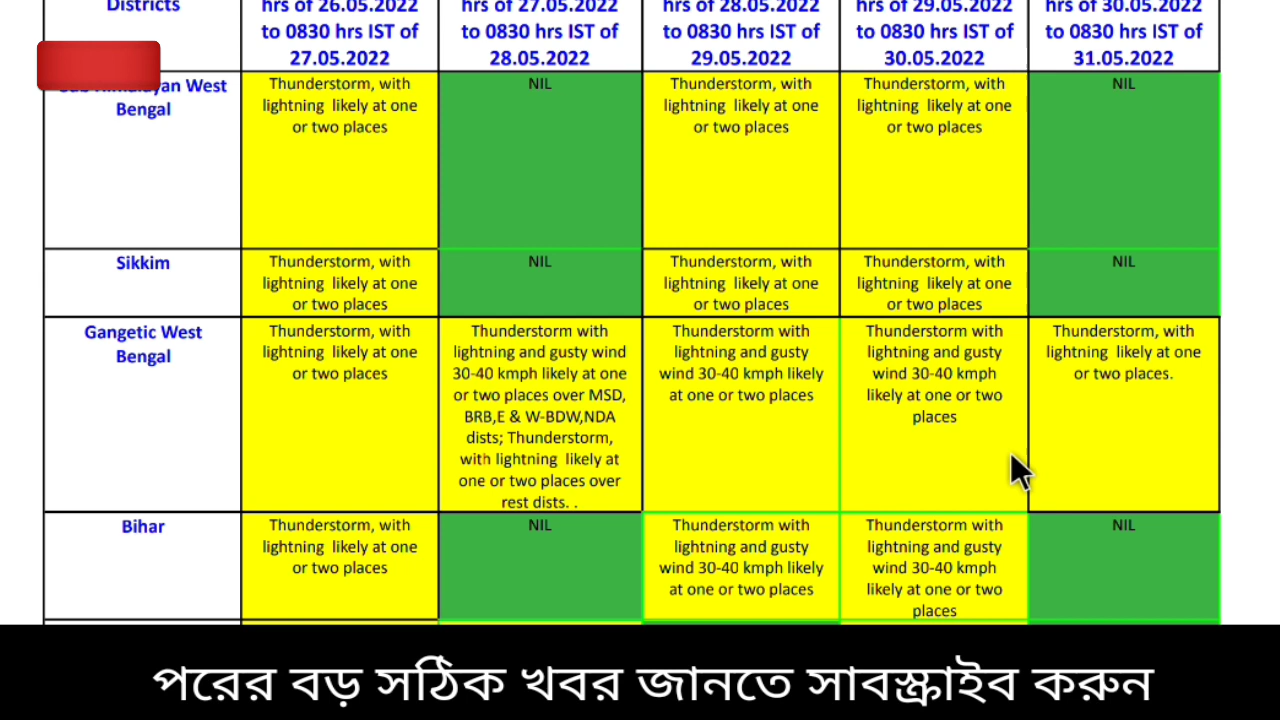 Districts
hrs of 26.05.2022
to 0830 hrs IST of
27.05.2022
hrs of 27.05.2022
to 0830 hrs IST of
28.05.2022
hrs of 28.05.2022
to 0830 hrs IST of
29.05.2022
hrs of 29.05.2022
to 0830 hrs IST of
30.05.2022
hrs of 30.05.2022
to 0830 hrs IST of
31.05.2022
West
Bengal
Thunderstorm, with
lightning likely at one
or two places
NIL
Thunderstorm, with
lightning likely at one
or two places
Thunderstorm, with
lightning likely at one
or two places
NIL
Sikkim
Thunderstorm, with
lightning likely at one
or two places
NIL
Thunderstorm, with
lightning likely at one
or two places
Thunderstorm, with
lightning likely at one
or two places
NIL
Gangetic West
Bengal
Thunderstorm, with
lightning likely at one
or two places
Thunderstorm with
lightning and gusty wind
30-40 kmph likely at one
or two places over MSD,
BRB,E & W-BDW,NDA
dists; Thunderstorm,
with lightning likely at
one or two places over
rest dists. .
Thunderstorm with
lightning and gusty
wind 30-40 kmph likely
at one or two places
Thunderstorm with
lightning and gusty
wind 30-40 kmph
likely at one or two
places
Thunderstorm, with
lightning likely at one
or two places.
Bihar
Thunderstorm, with
lightning likely at one
or two places
NIL
Thunderstorm with
lightning and gusty
wind 30-40 kmph likely
at one or two places
Thunderstorm with
lightning and gusty
wind 30-40 kmph
likely at one or two
places
NIL
পরের বড় সঠিক খবর জানতে সাবস্ক্রাইব করুন